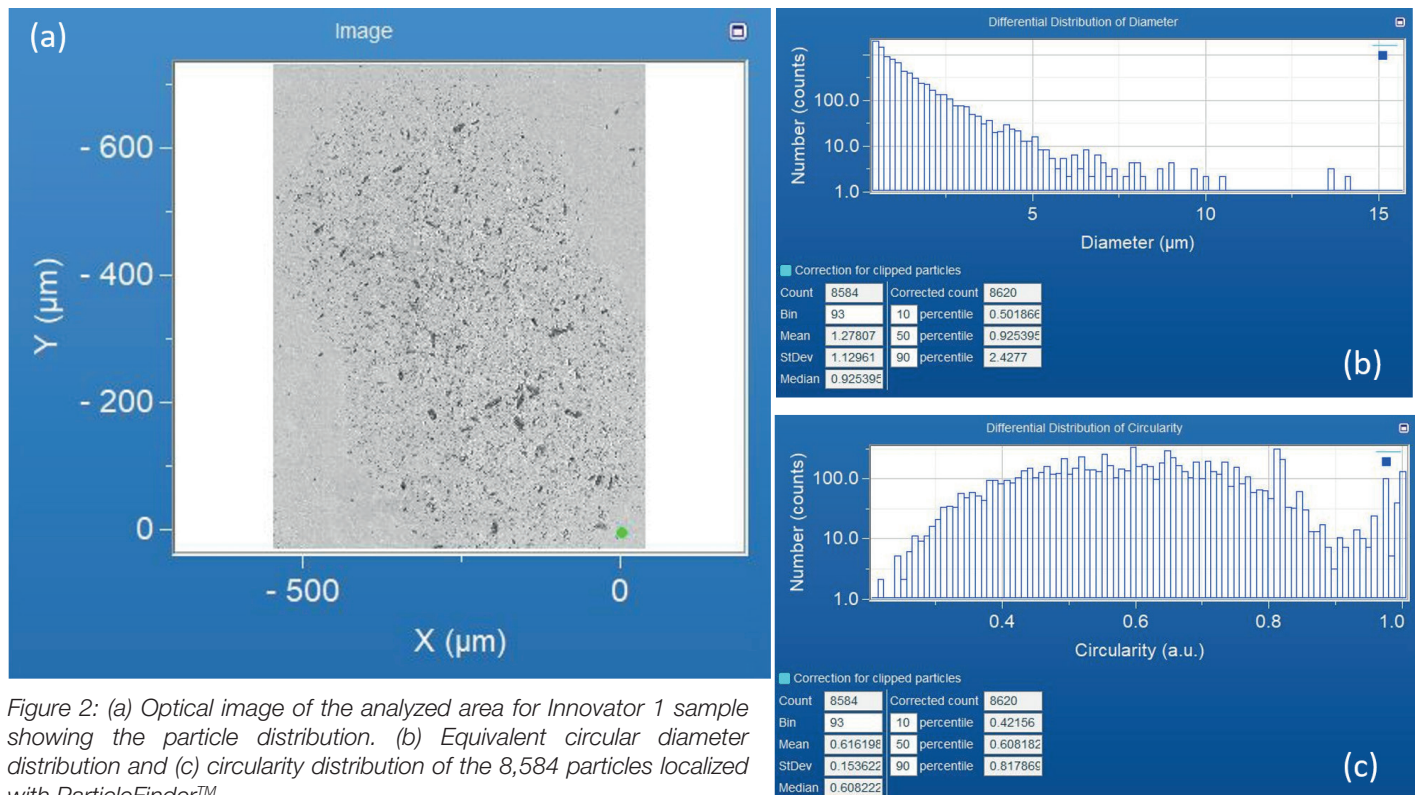 (a)
Image
- 600
- 400
- 200
0
Y (µm)
- 500
0
X (µm)
Figure 2: (a) Optical image of the analyzed area for Innovator 1 sample
showing the particle distribution. (b) Equivalent circular diameter
distribution and (c) circularity distribution of the 8,584 particles localized
with ParticleFinder™
Differential Distribution of Diameter
Number (counts)
100.0
10.0
1.0
5
10
15
Diameter (µm)
Correction for clipped particles
Count 8584 Corrected count 8620
Bin 93 10 percentile 0.501866
Mean 1.27807 50 percentile 0.925395
StDev 1.12961 90 percentile 2.4277
Median 0.925395
(b)
Differential Distribution of Circularity
Number (counts)
100.0
10.0
1.0
0.4
0.6
0.8
1.0
Circularity (a.u.)
Correction for clipped particles
Count 8584 Corrected count 8620
Bin 93 10 percentile 0.42156
Mean 0.616198 50 percentile 0.608182
StDev 0.153622 90 percentile 0.817869
Median 0.608222
(c)